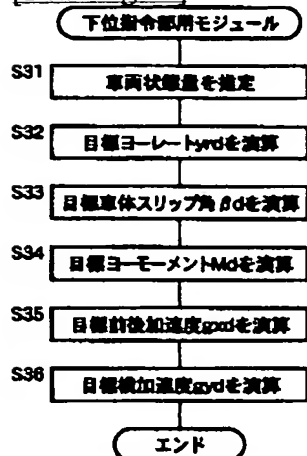 下位指令部用モジュール
S31
車両状態量を推定
S32
目標ヨーレートyrdを演算
S33
目標車体スリップ角βdを演算
S34
目標ヨーモーメントMdを演算
S35
目標前後加速度gxdを演算
S36
目標横加速度gydを演算
エンド